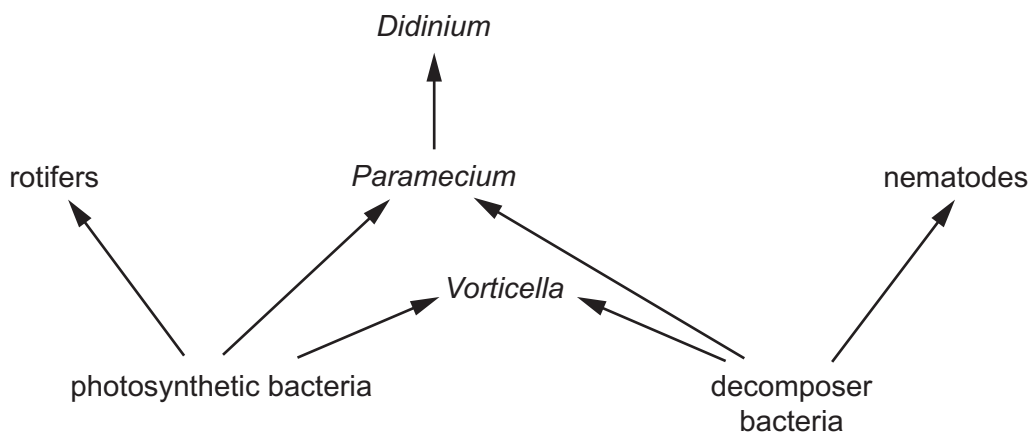 Didinium
rotifers
Paramecium
nematodes
Vorticella
photosynthetic bacteria
decomposer
bacteria